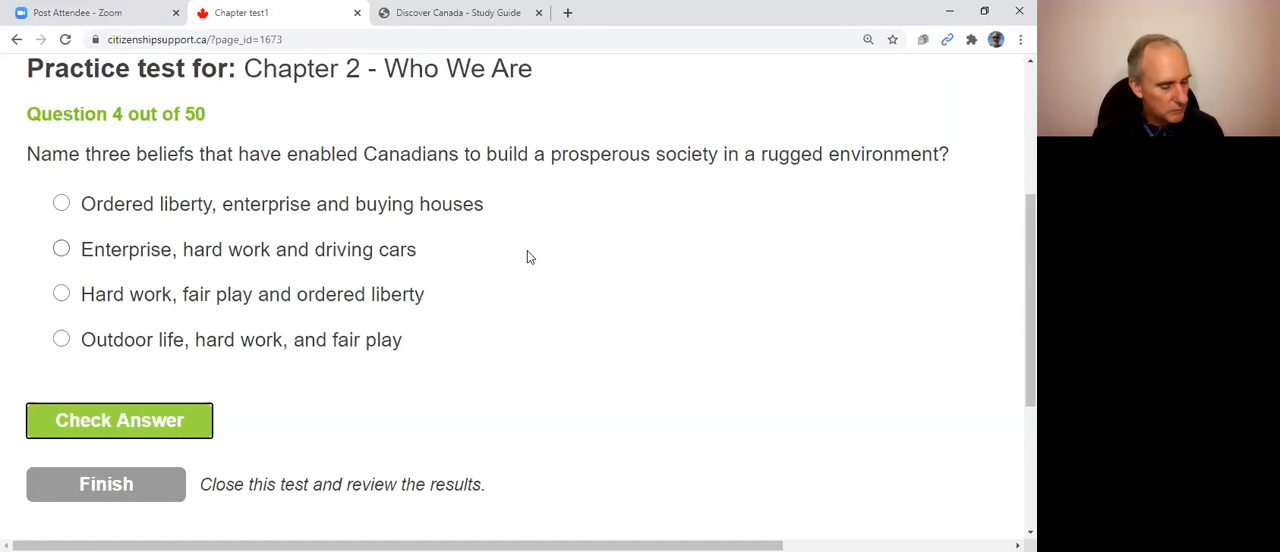 Post Attendee - Zoom
Chapter test1
Discover Canada - Study Guide
citizenshipsupport.ca/?page_id=1673
Practice test for: Chapter 2 - Who We Are
Question 4 out of 50
Name three beliefs that have enabled Canadians to build a prosperous society in a rugged environment?
Ordered liberty, enterprise and buying houses
Enterprise, hard work and driving cars
Hard work, fair play and ordered liberty
Outdoor life, hard work, and fair play
Check Answer
Finish
Close this test and review the results.